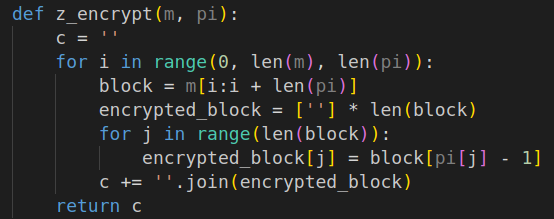 def z_encrypt(m, pi):
    c = ''
    for i in range(0, len(m), len(pi)):
        block = m[i:i + len(pi)]
        encrypted_block = [''] * len(block)
        for j in range(len(block)):
            encrypted_block[j] = block[pi[j] - 1]
        c += ''.join(encrypted_block)
    return c